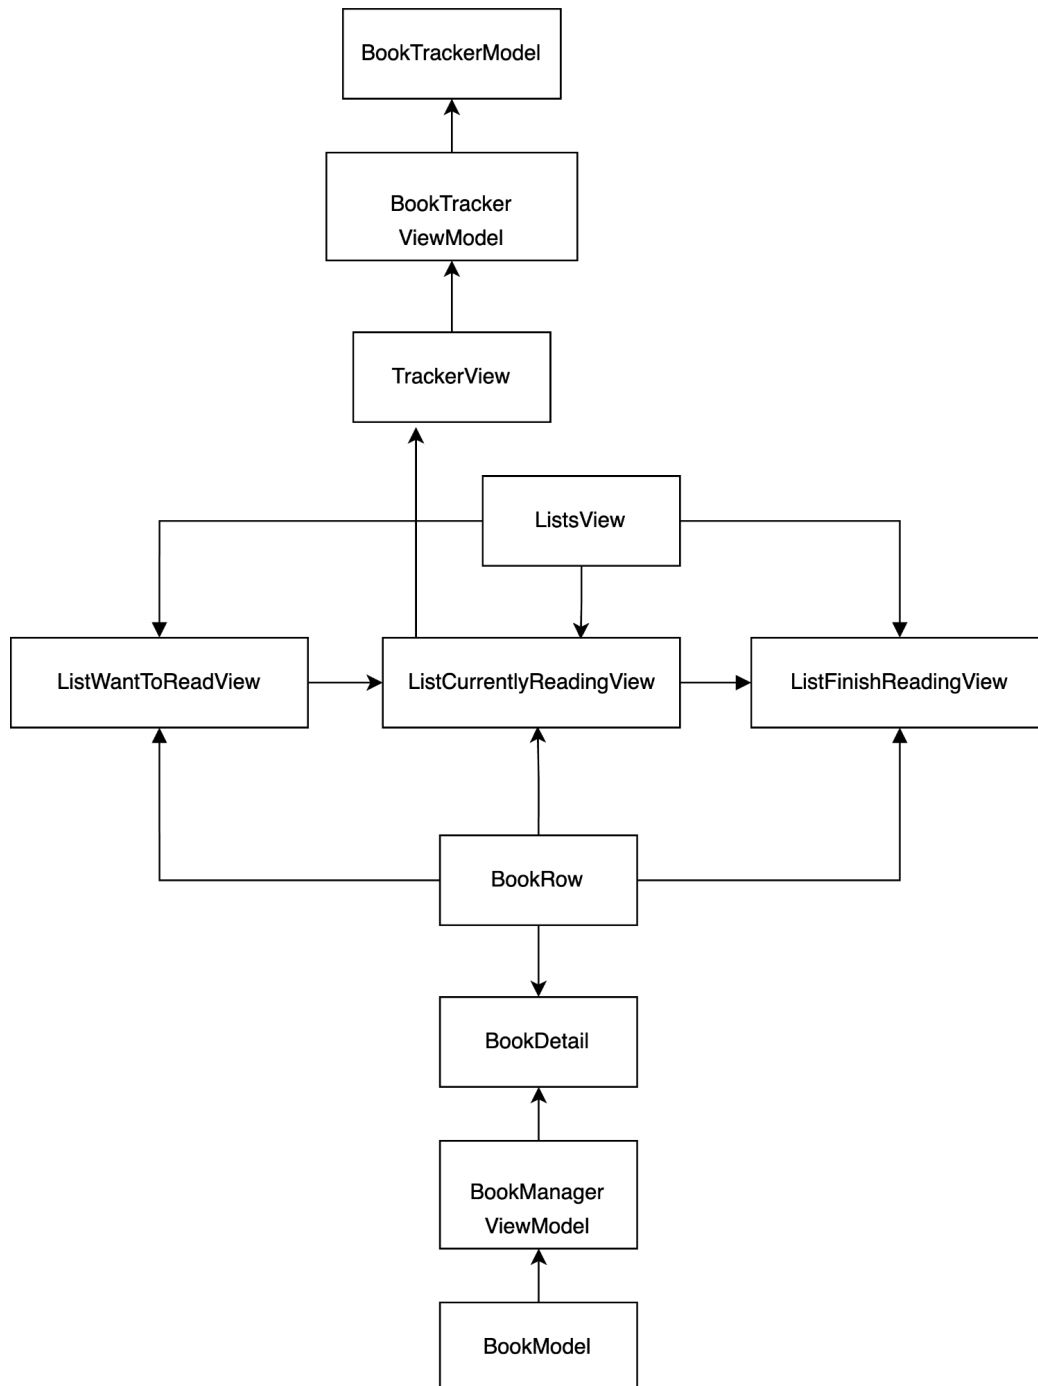 BookTrackerModel
BookTracker
ViewModel
TrackerView
ListsView
ListWantToReadView
ListCurrentlyReadingView
ListFinishReadingView
BookRow
BookDetail
BookManager
ViewModel
BookModel